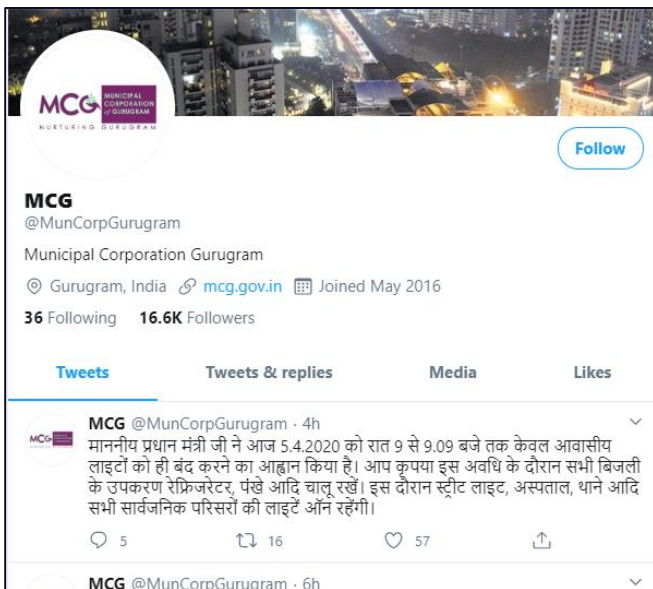 MCG
MUNICIPAL
CORPORATION
of GURUGRAM
NURTURING GURUGRAM
Follow
MCG
@MunCorpGurugram
Municipal Corporation Gurugram
Gurugram, India mcg.gov.in Joined May 2016
36 Following 16.6K Followers
Tweets Tweets & replies Media Likes
MCG
MCG @MunCorpGurugram · 4h
माननीय प्रधान मंत्री जी ने आज 5.4.2020 को रात 9 से 9.09 बजे तक केवल आवासीय
लाइटों को ही बंद करने का आह्वान किया है। आप कृपया इस अवधि के दौरान सभी बिजली
के उपकरण रेफ्रिजरेटर, पंखे आदि चालू रखें। इस दौरान स्ट्रीट लाइट, अस्पताल, थाने आदि
सभी सार्वजनिक परिसरों की लाइटें ऑन रहेंगी।
5 16 57
MCG @MunCorpGurugram · 6h